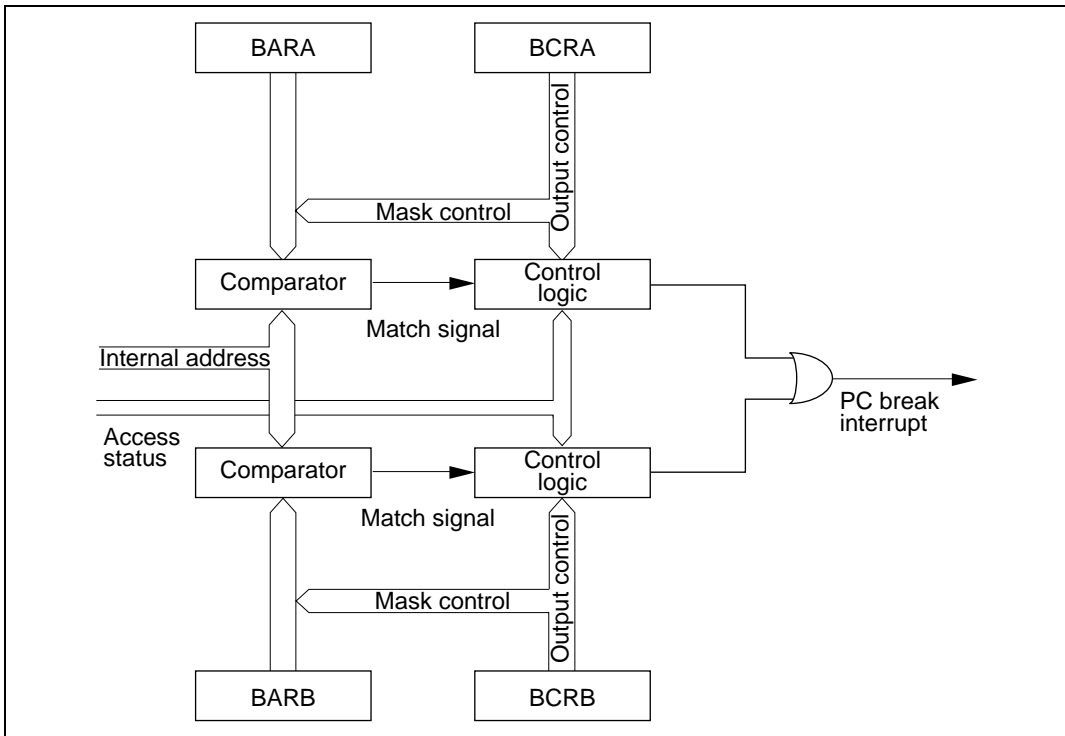 BARA
BCRA
Output control
Mask control
Comparator
Control
logic
Match signal
Internal address
Access
status
PC break
interrupt
Comparator
Control
logic
Match signal
Output control
Mask control
BARB
BCRB